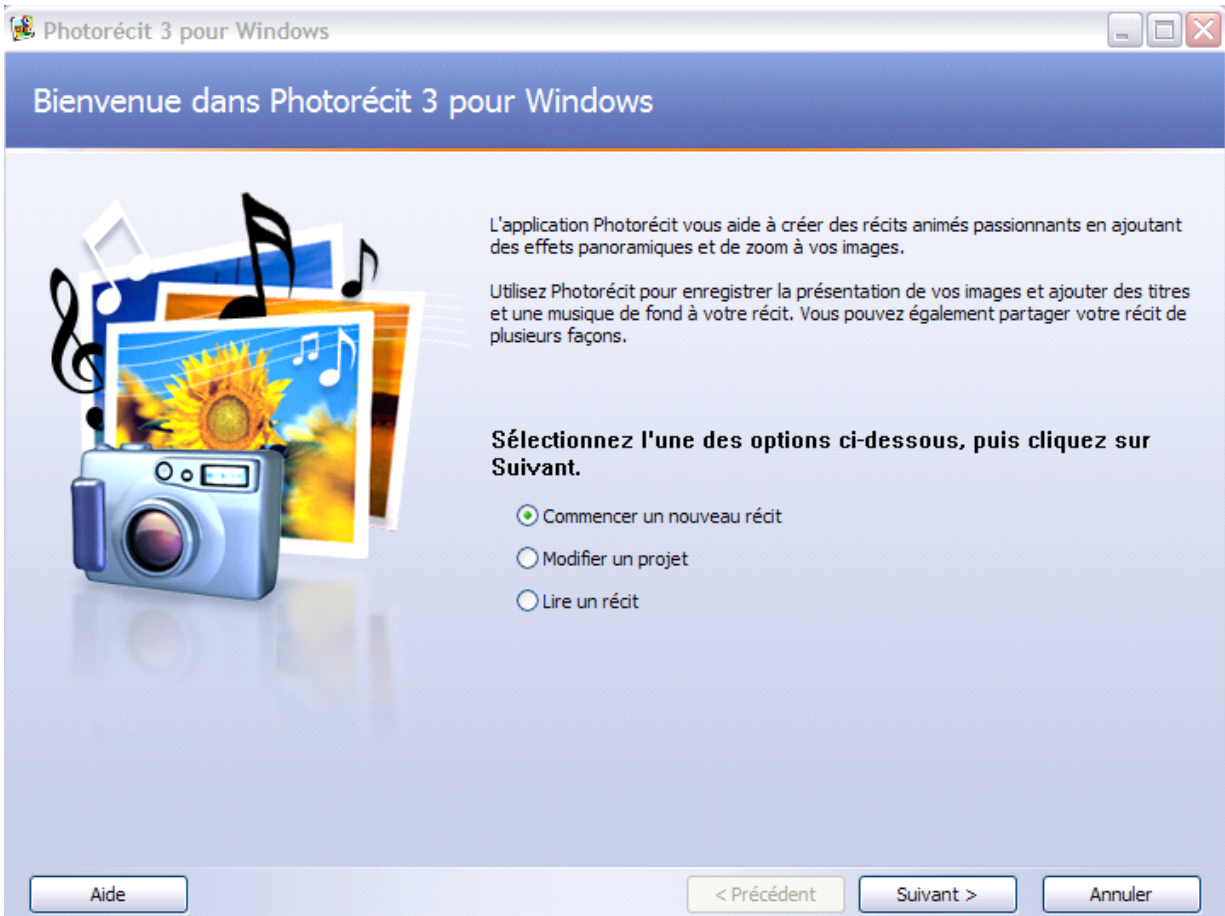 Photorécit 3 pour Windows
Bienvenue dans Photorécit 3 pour Windows
L'application Photorécit vous aide à créer des récits animés passionnants en ajoutant
des effets panoramiques et de zoom à vos images.
Utilisez Photorécit pour enregistrer la présentation de vos images et ajouter des titres
et une musique de fond à votre récit. Vous pouvez également partager votre récit de
plusieurs façons.
Sélectionnez l'une des options ci-dessous, puis cliquez sur
Suivant.
Commencer un nouveau récit
Modifier un projet
Lire un récit
Aide
< Précédent
Suivant >
Annuler